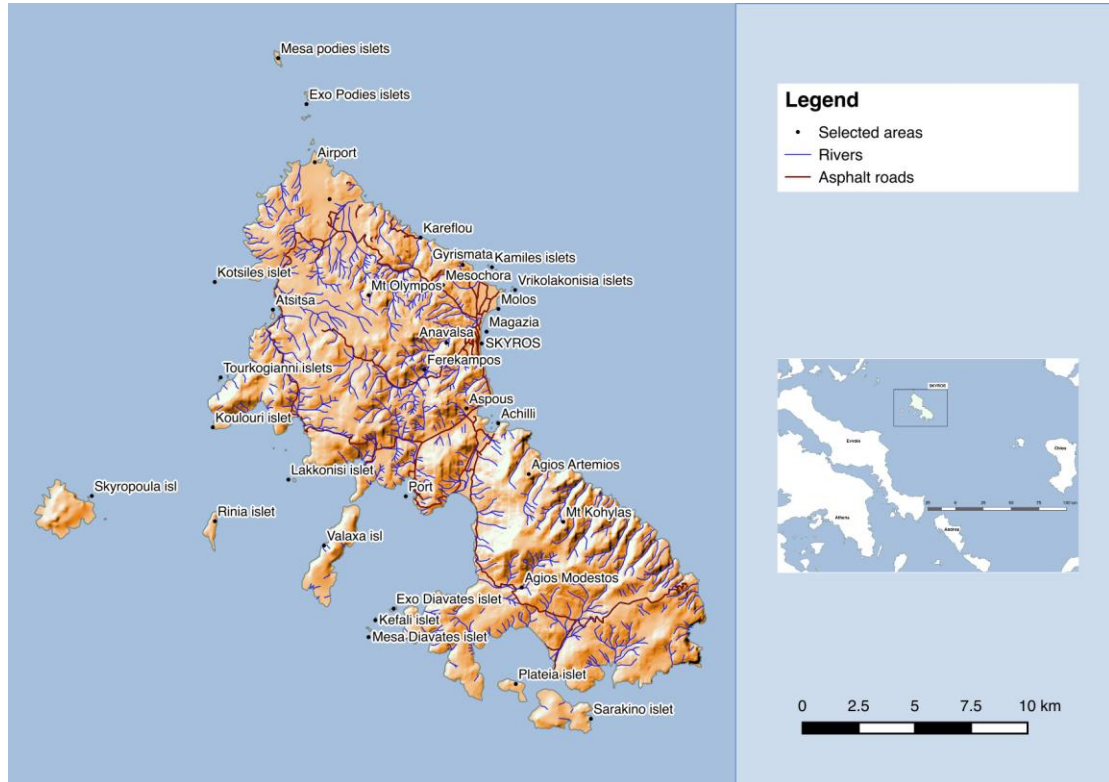 Mesa podies islets
Exo Podies islets
Airport
Kareflou
Gyrismata
Kamiles islets
Kotsiles islet
Mesochora
Mt Olympos
Vrikolakonisia islets
Atsitsa
Molos
Magazia
Anavalsa
SKYROS
Ferekampos
Tourkogianni islets
Aspous
Achilli
Koulouri islet
Lakkonisi islet
Agios Artemios
Skyropoula isl
Port
Rinia islet
Mt Kohylas
Valaxa isl
Agios Modestos
Exo Diavates islet
Kefali islet
Mesa Diavates islet
Plateia islet
Sarakino islet
Legend
Selected areas
Rivers
Asphalt roads
SKYROS
Chios
Athens
Andros
0 2.5 5 7.5 10 km